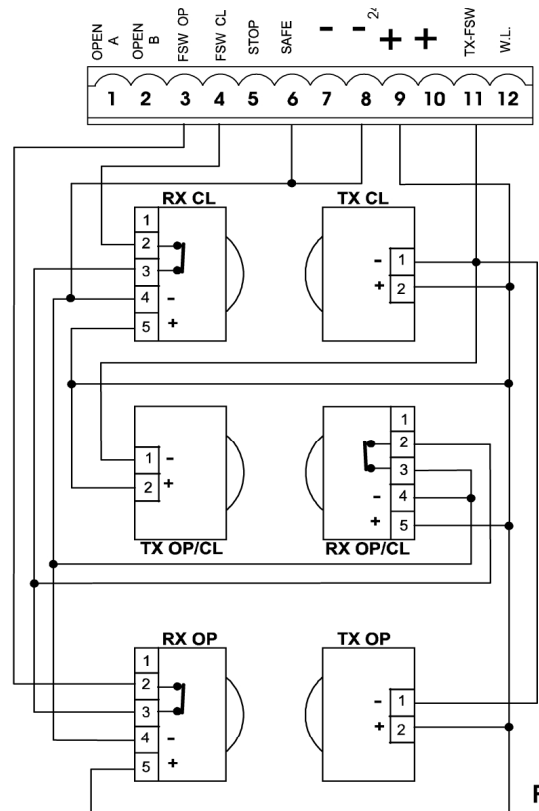 OPEN A
OPEN B
FSW OP
FSW CL
STOP
SAFE
-
-
24
+
+
TX-FSW
W.L.
1 2 3 4 5 6 7 8 9 10 11 12
RX CL
1
2
3
4 -
5 +
TX CL
- 1
+ 2
1 -
2 +
TX OP/CL
1
2
3
- 4
+ 5
RX OP/CL
RX OP
1
2
3
4 -
5 +
TX OP
- 1
+ 2